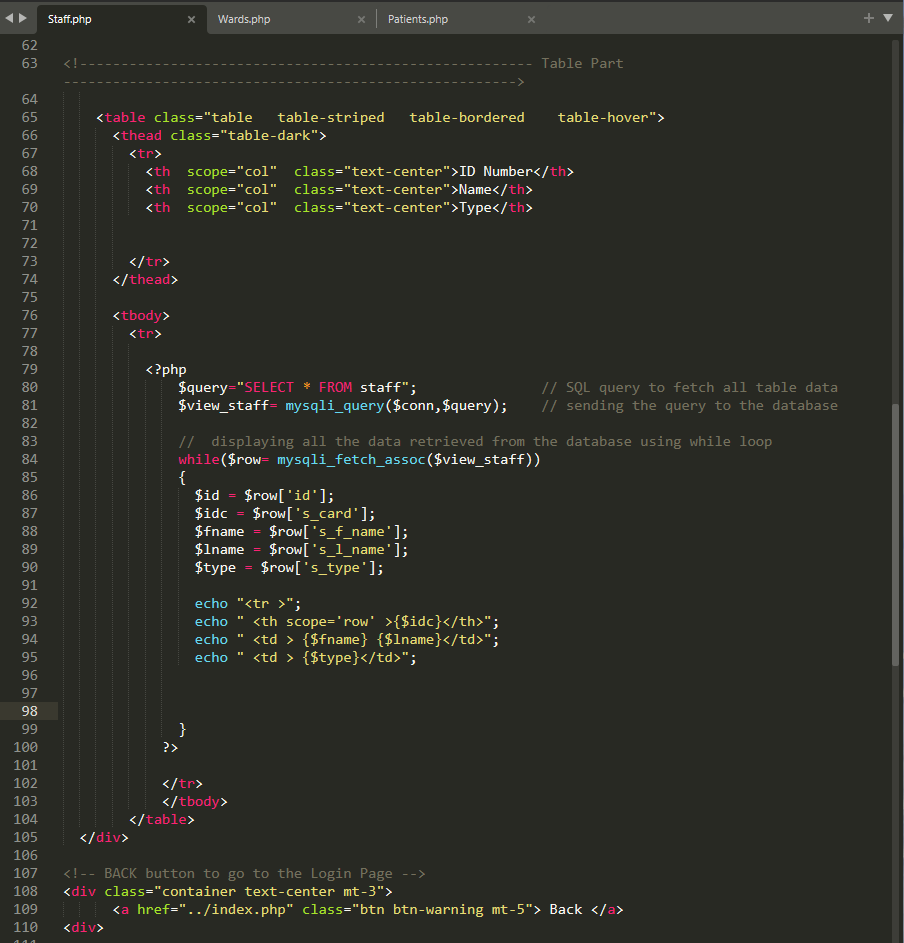 Staff.php × Wards.php × Patients.php × + ▼
62
63 <!------------------------------------------------------- Table Part
------------------------------------------------------->
64
65 <table class="table   table-striped   table-bordered    table-hover">
66 <thead class="table-dark">
67 <tr>
68 <th  scope="col"  class="text-center">ID Number</th>
69 <th  scope="col"  class="text-center">Name</th>
70 <th  scope="col"  class="text-center">Type</th>
71
72
73 </tr>
74 </thead>
75
76 <tbody>
77 <tr>
78
79 <?php
80 $query="SELECT * FROM staff";               // SQL query to fetch all table data
81 $view_staff= mysqli_query($conn,$query);    // sending the query to the database
82
83 //  displaying all the data retrieved from the database using while loop
84 while($row= mysqli_fetch_assoc($view_staff))
85 {
86 $id = $row['id'];
87 $idc = $row['s_card'];
88 $fname = $row['s_f_name'];
89 $lname = $row['s_l_name'];
90 $type = $row['s_type'];
91
92 echo "<tr >";
93 echo " <th scope='row' >{$idc}</th>";
94 echo " <td > {$fname} {$lname}</td>";
95 echo " <td > {$type}</td>";
96
97
98
99 }
100 ?>
101
102 </tr>
103 </tbody>
104 </table>
105 </div>
106
107 <!-- BACK button to go to the Login Page -->
108 <div class="container text-center mt-3">
109 <a href="../index.php" class="btn btn-warning mt-5"> Back </a>
110 <div>